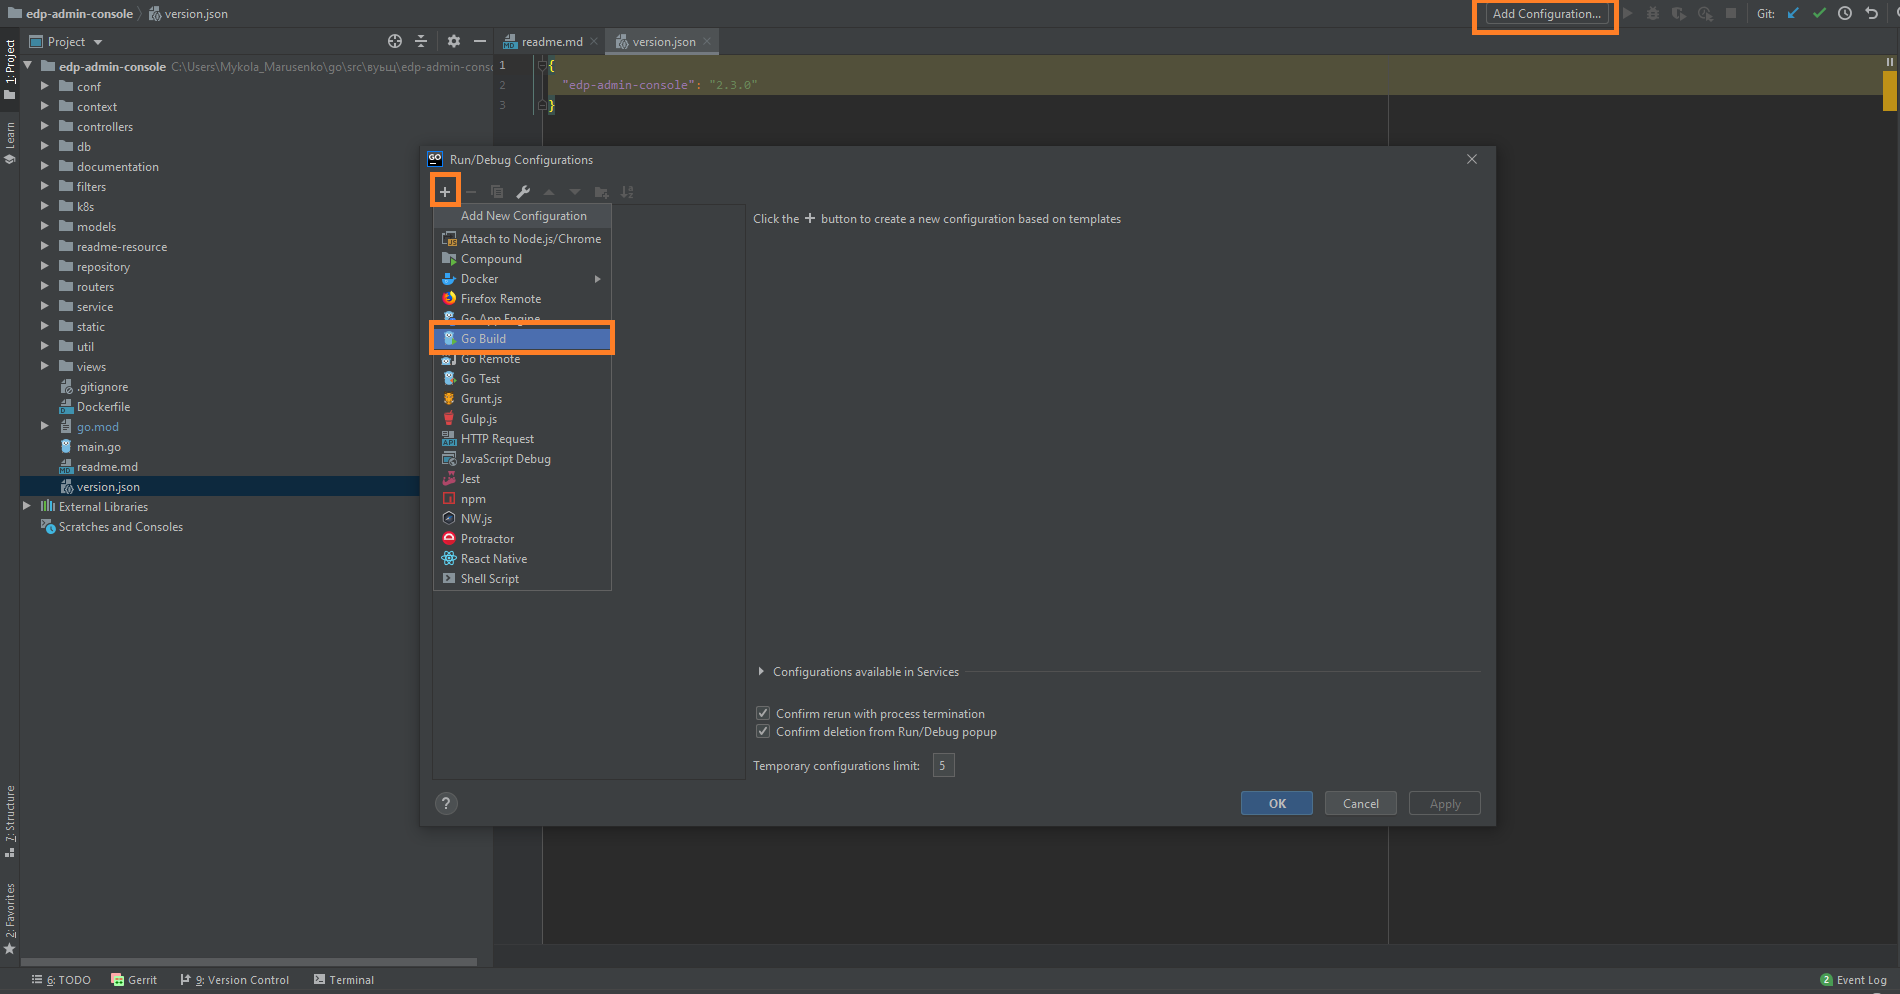 edp-admin-console
version.json
Add Configuration...
Git:
Project
readme.md
version.json
1: Project
Learn
7: Structure
2: Favorites
edp-admin-console C:\Users\Mykola_Marusenko\go\src\вуьщ\edp-admin-conso
conf
context
controllers
db
documentation
filters
k8s
models
readme-resource
repository
routers
service
static
util
views
.gitignore
Dockerfile
go.mod
main.go
readme.md
version.json
External Libraries
Scratches and Consoles
1 {
2 "edp-admin-console": "2.3.0"
3 }
GO Run/Debug Configurations
Add New Configuration
Attach to Node.js/Chrome
Compound
Docker
Firefox Remote
Go App Engine
Go Build
Go Remote
Go Test
Grunt.js
Gulp.js
HTTP Request
JavaScript Debug
Jest
npm
NW.js
Protractor
React Native
Shell Script
Click the + button to create a new configuration based on templates
Configurations available in Services
Confirm rerun with process termination
Confirm deletion from Run/Debug popup
Temporary configurations limit: 5
?
OK
Cancel
Apply
6: TODO
Gerrit
9: Version Control
Terminal
2 Event Log